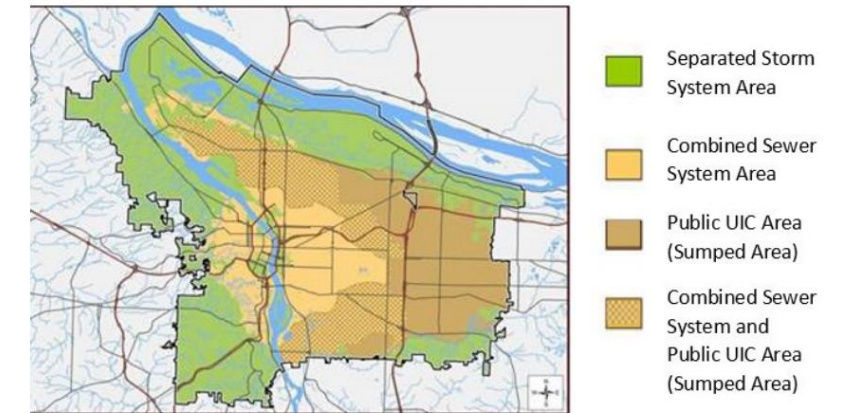 Separated Storm
System Area
Combined Sewer
System Area
Public UIC Area
(Sumped Area)
Combined Sewer
System and
Public UIC Area
(Sumped Area)